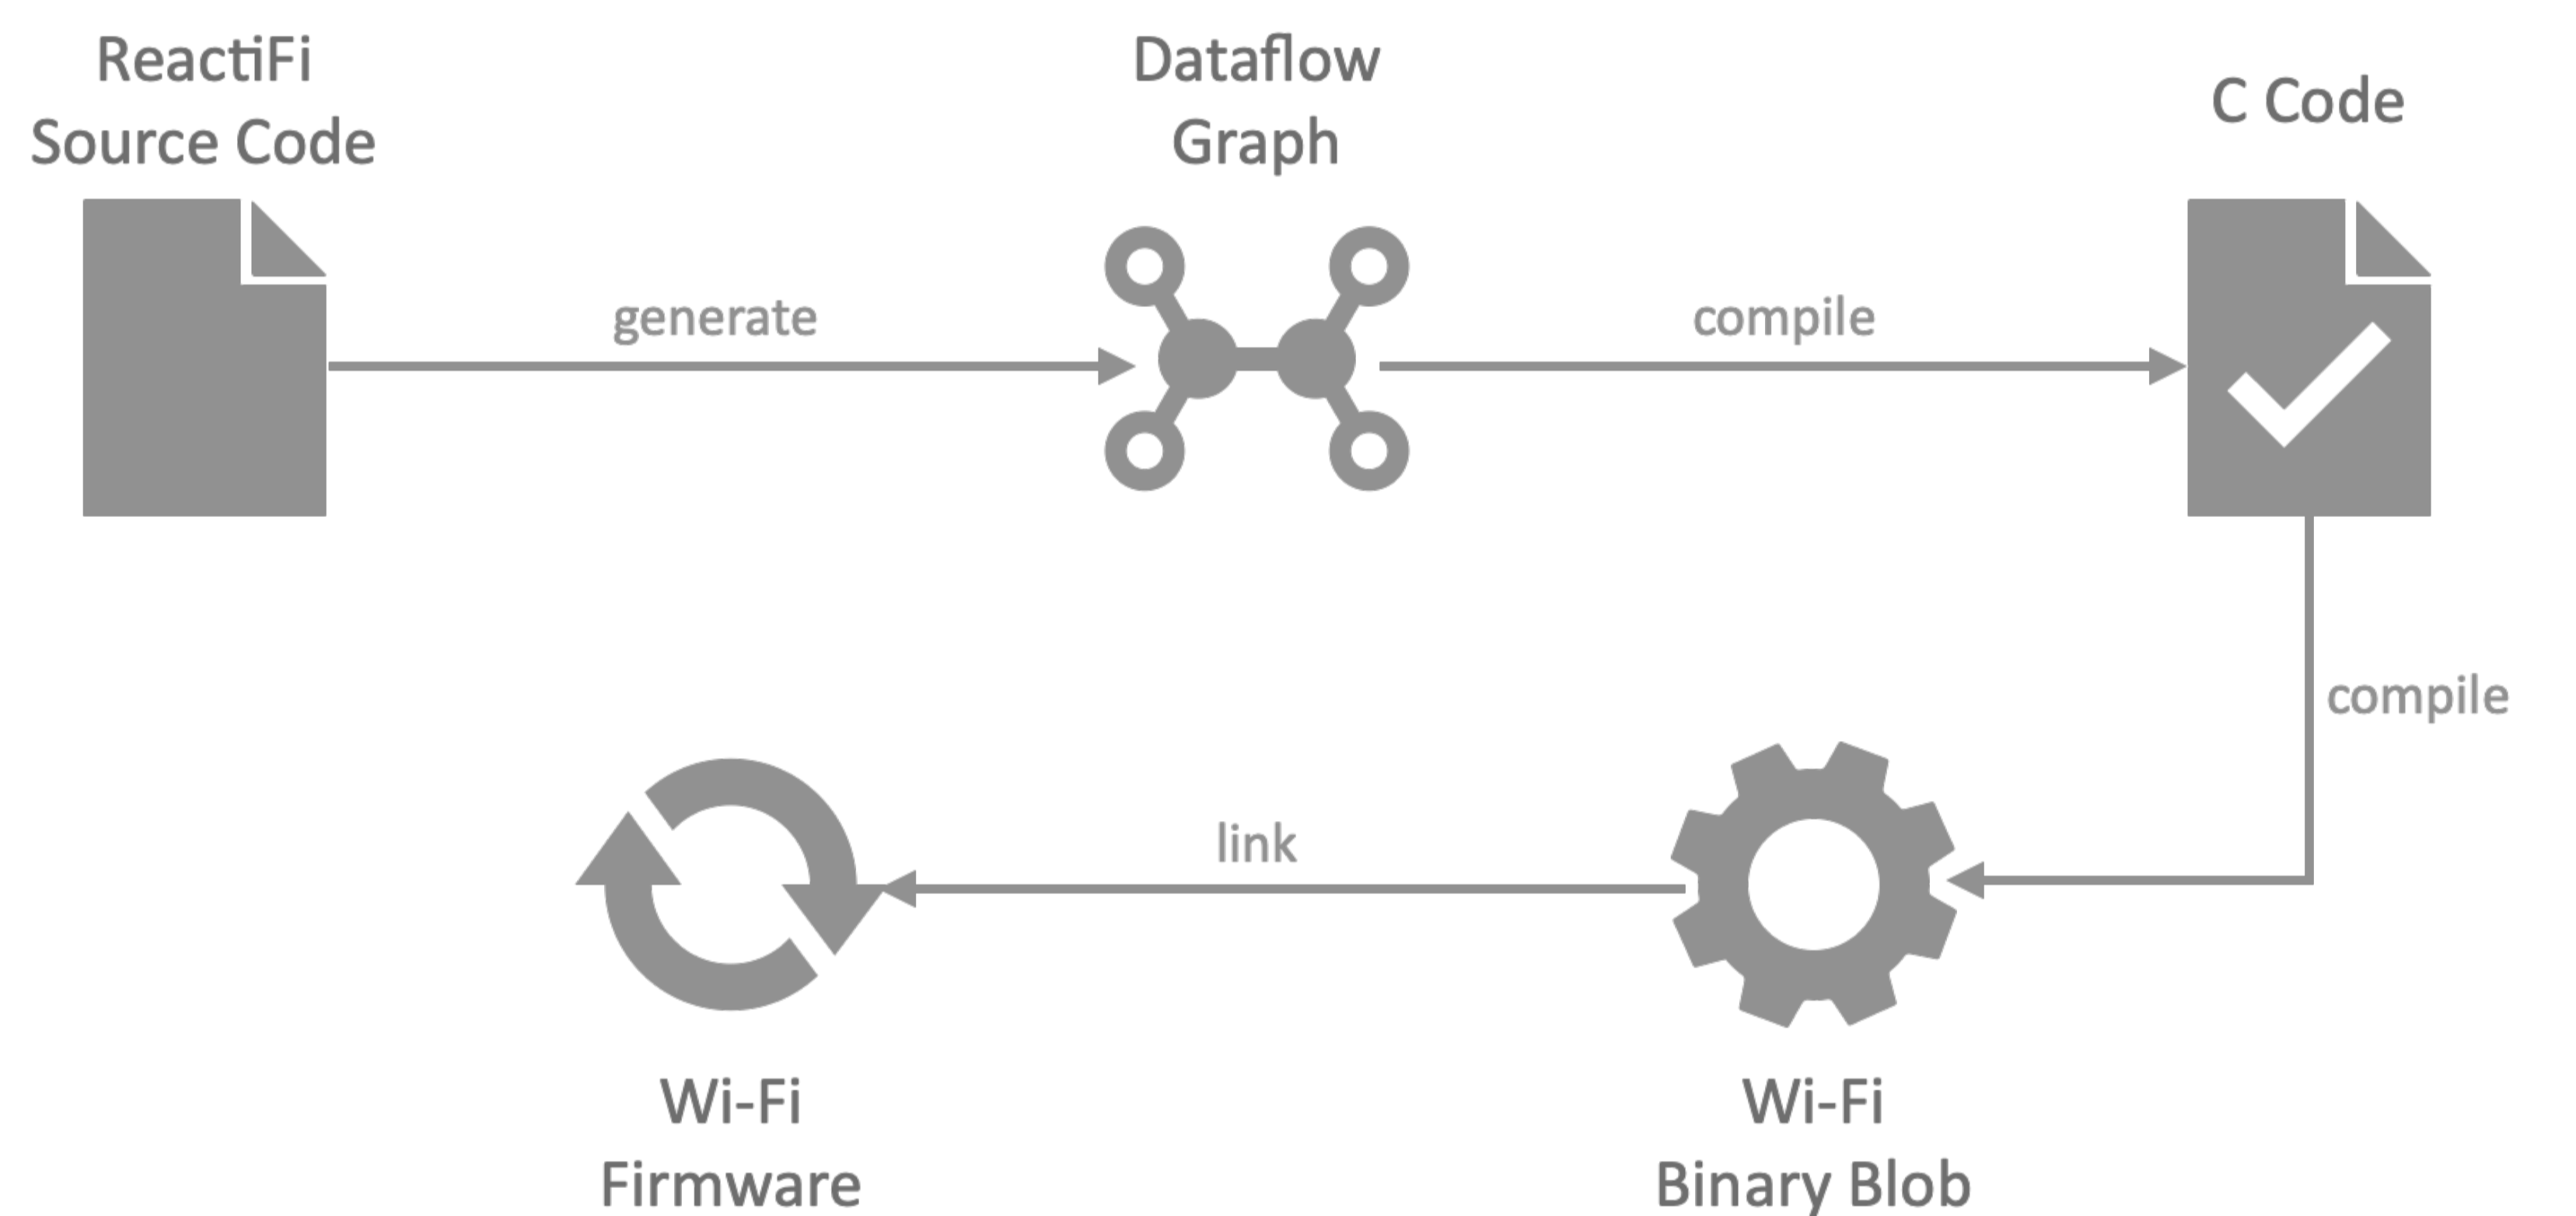 ReactiFi
Source Code
Dataflow
Graph
C Code
generate
compile
compile
link
Wi-Fi
Firmware
Wi-Fi
Binary Blob